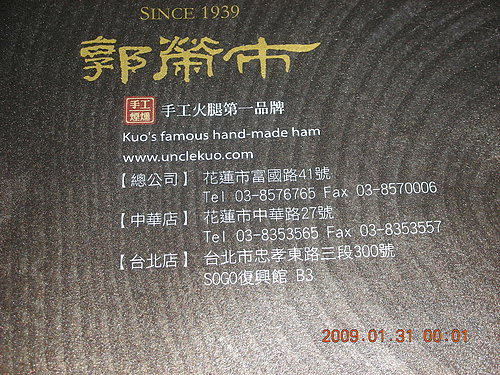 SINCE 1939
郭榮市
手工煙燻 手工火腿第一品牌
Kuo's famous hand-made ham
www.unclekuo.com
【總公司】 花蓮市富國路41號
Tel 03-8576765 Fax 03-8570006
【中華店】 花蓮市中華路27號
Tel 03-8353565 Fax 03-8353557
【台北店】 台北市忠孝東路三段300號
SOGO復興館 B3
2009.01.31 00:01